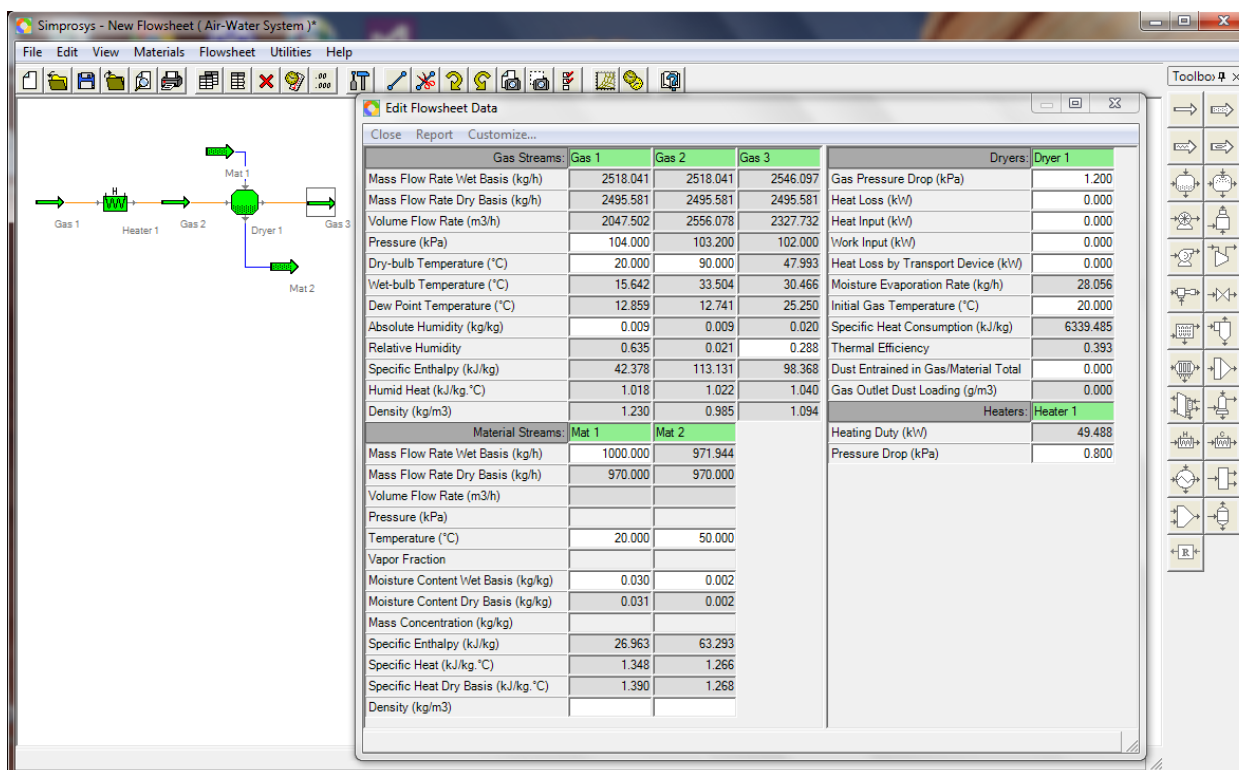 Simprosys - New Flowsheet ( Air-Water System )*
File Edit View Materials Flowsheet Utilities Help
.00
.000
Toolbo
Mat 1
H
Gas 1
Heater 1
Gas 2
Dryer 1
Gas 3
Mat 2
Edit Flowsheet Data
Close Report Customize...
Gas Streams: Gas 1 Gas 2 Gas 3
Mass Flow Rate Wet Basis (kg/h) 2518.041 2518.041 2546.097
Mass Flow Rate Dry Basis (kg/h) 2495.581 2495.581 2495.581
Volume Flow Rate (m3/h) 2047.502 2556.078 2327.732
Pressure (kPa) 104.000 103.200 102.000
Dry-bulb Temperature (°C) 20.000 90.000 47.993
Wet-bulb Temperature (°C) 15.642 33.504 30.466
Dew Point Temperature (°C) 12.859 12.741 25.250
Absolute Humidity (kg/kg) 0.009 0.009 0.020
Relative Humidity 0.635 0.021 0.288
Specific Enthalpy (kJ/kg) 42.378 113.131 98.368
Humid Heat (kJ/kg.°C) 1.018 1.022 1.040
Density (kg/m3) 1.230 0.985 1.094
Material Streams: Mat 1 Mat 2
Mass Flow Rate Wet Basis (kg/h) 1000.000 971.944
Mass Flow Rate Dry Basis (kg/h) 970.000 970.000
Volume Flow Rate (m3/h)
Pressure (kPa)
Temperature (°C) 20.000 50.000
Vapor Fraction
Moisture Content Wet Basis (kg/kg) 0.030 0.002
Moisture Content Dry Basis (kg/kg) 0.031 0.002
Mass Concentration (kg/kg)
Specific Enthalpy (kJ/kg) 26.963 63.293
Specific Heat (kJ/kg.°C) 1.348 1.266
Specific Heat Dry Basis (kJ/kg.°C) 1.390 1.268
Density (kg/m3)
Dryers: Dryer 1
Gas Pressure Drop (kPa) 1.200
Heat Loss (kW) 0.000
Heat Input (kW) 0.000
Work Input (kW) 0.000
Heat Loss by Transport Device (kW) 0.000
Moisture Evaporation Rate (kg/h) 28.056
Initial Gas Temperature (°C) 20.000
Specific Heat Consumption (kJ/kg) 6339.485
Thermal Efficiency 0.393
Dust Entrained in Gas/Material Total 0.000
Gas Outlet Dust Loading (g/m3) 0.000
Heaters: Heater 1
Heating Duty (kW) 49.488
Pressure Drop (kPa) 0.800
H
C
R